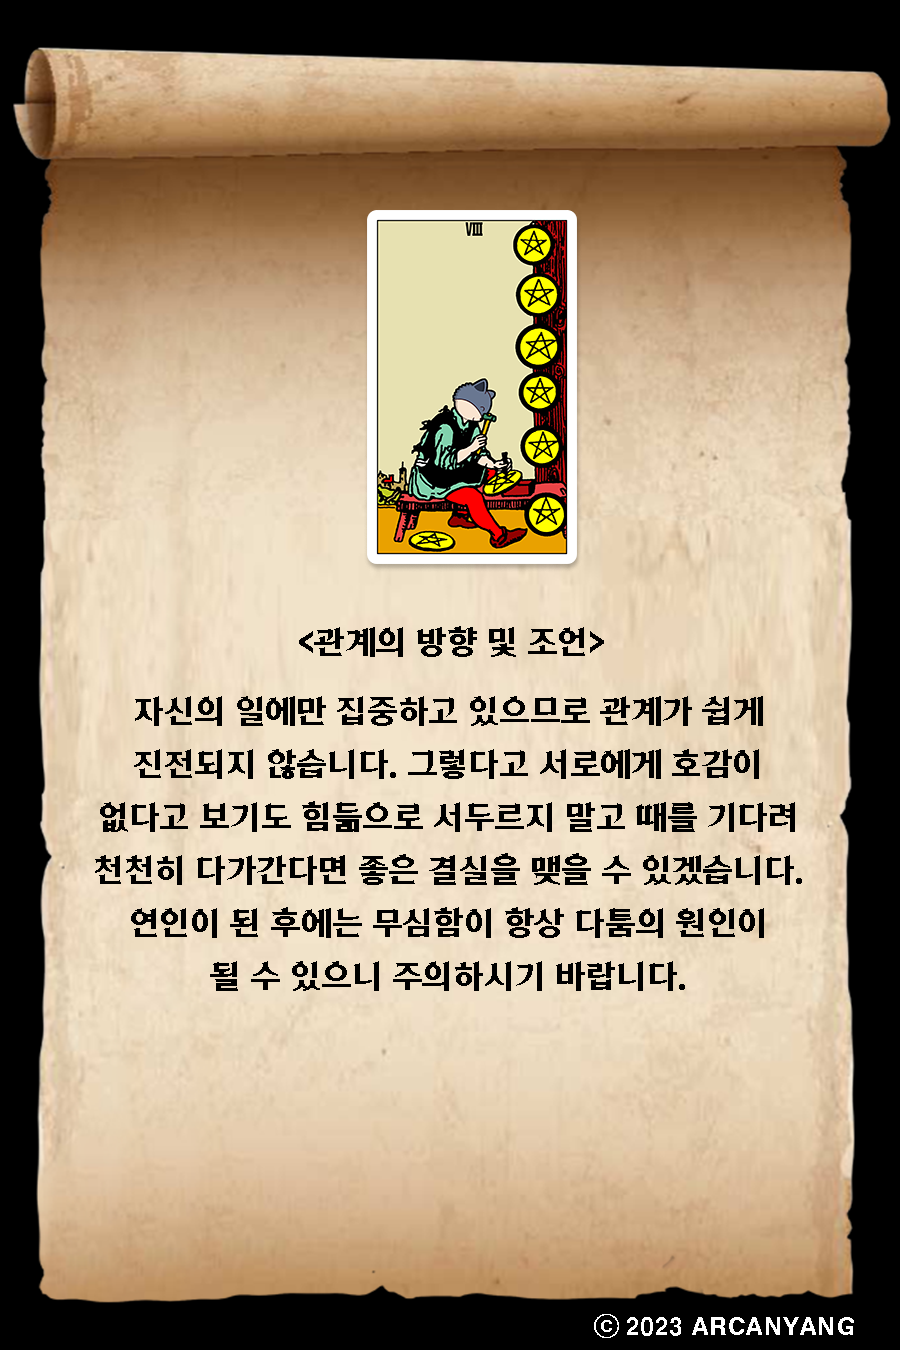 VIII
<관계의 방향 및 조언>
자신의 일에만 집중하고 있으므로 관계가 쉽게
진전되지 않습니다. 그렇다고 서로에게 호감이
없다고 보기도 힘듦으로 서두르지 말고 때를 기다려
천천히 다가간다면 좋은 결실을 맺을 수 있겠습니다.
연인이 된 후에는 무심함이 항상 다툼의 원인이
될 수 있으니 주의하시기 바랍니다.
ⓒ 2023 ARCANYANG